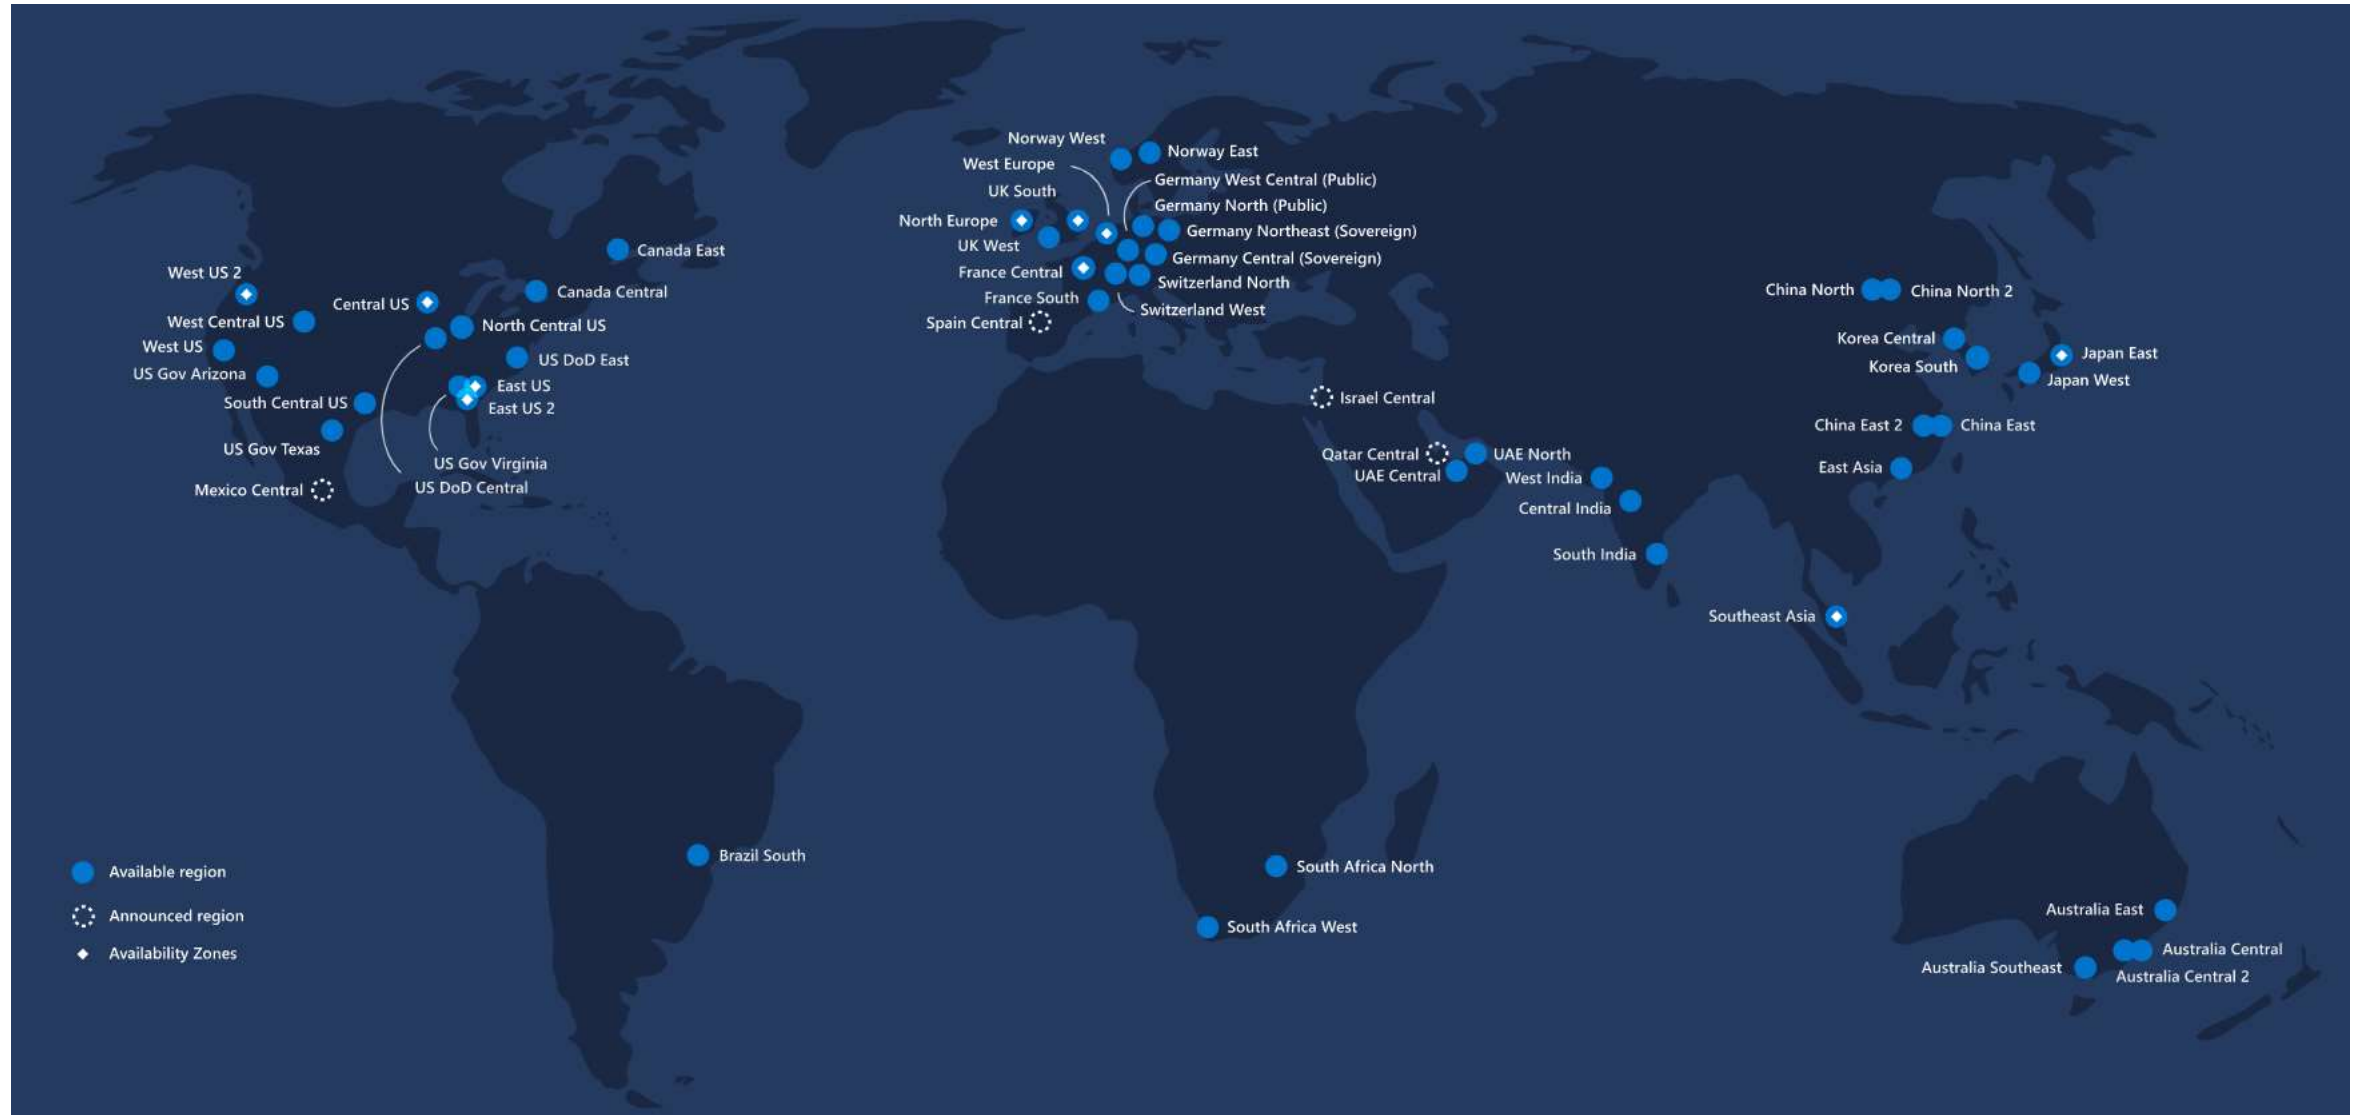 Norway West
Norway East
West Europe
Germany West Central (Public)
UK South
Germany North (Public)
North Europe
Germany Northeast (Sovereign)
UK West
Germany Central (Sovereign)
France Central
Switzerland North
France South
Switzerland West
Spain Central
Canada East
West US 2
Canada Central
Central US
West Central US
North Central US
West US
US DoD East
US Gov Arizona
East US
South Central US
East US 2
US Gov Texas
US Gov Virginia
Mexico Central
US DoD Central
China North
China North 2
Korea Central
Japan East
Korea South
Japan West
Israel Central
China East 2
China East
Qatar Central
UAE North
East Asia
UAE Central
West India
Central India
South India
Southeast Asia
Brazil South
South Africa North
South Africa West
Available region
Announced region
Availability Zones
Australia East
Australia Central
Australia Southeast
Australia Central 2